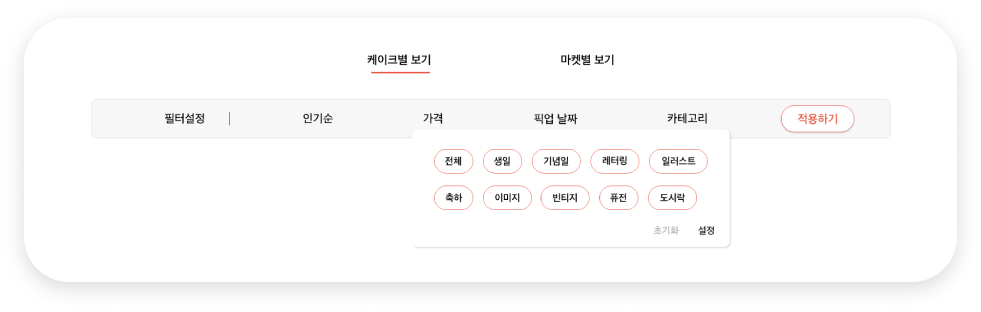 케이크별 보기 마켓별 보기
필터설정 | 인기순 가격 픽업 날짜 카테고리 적용하기
전체 생일 기념일 레터링 일러스트
축하 이미지 빈티지 퓨전 도시락
초기화 설정